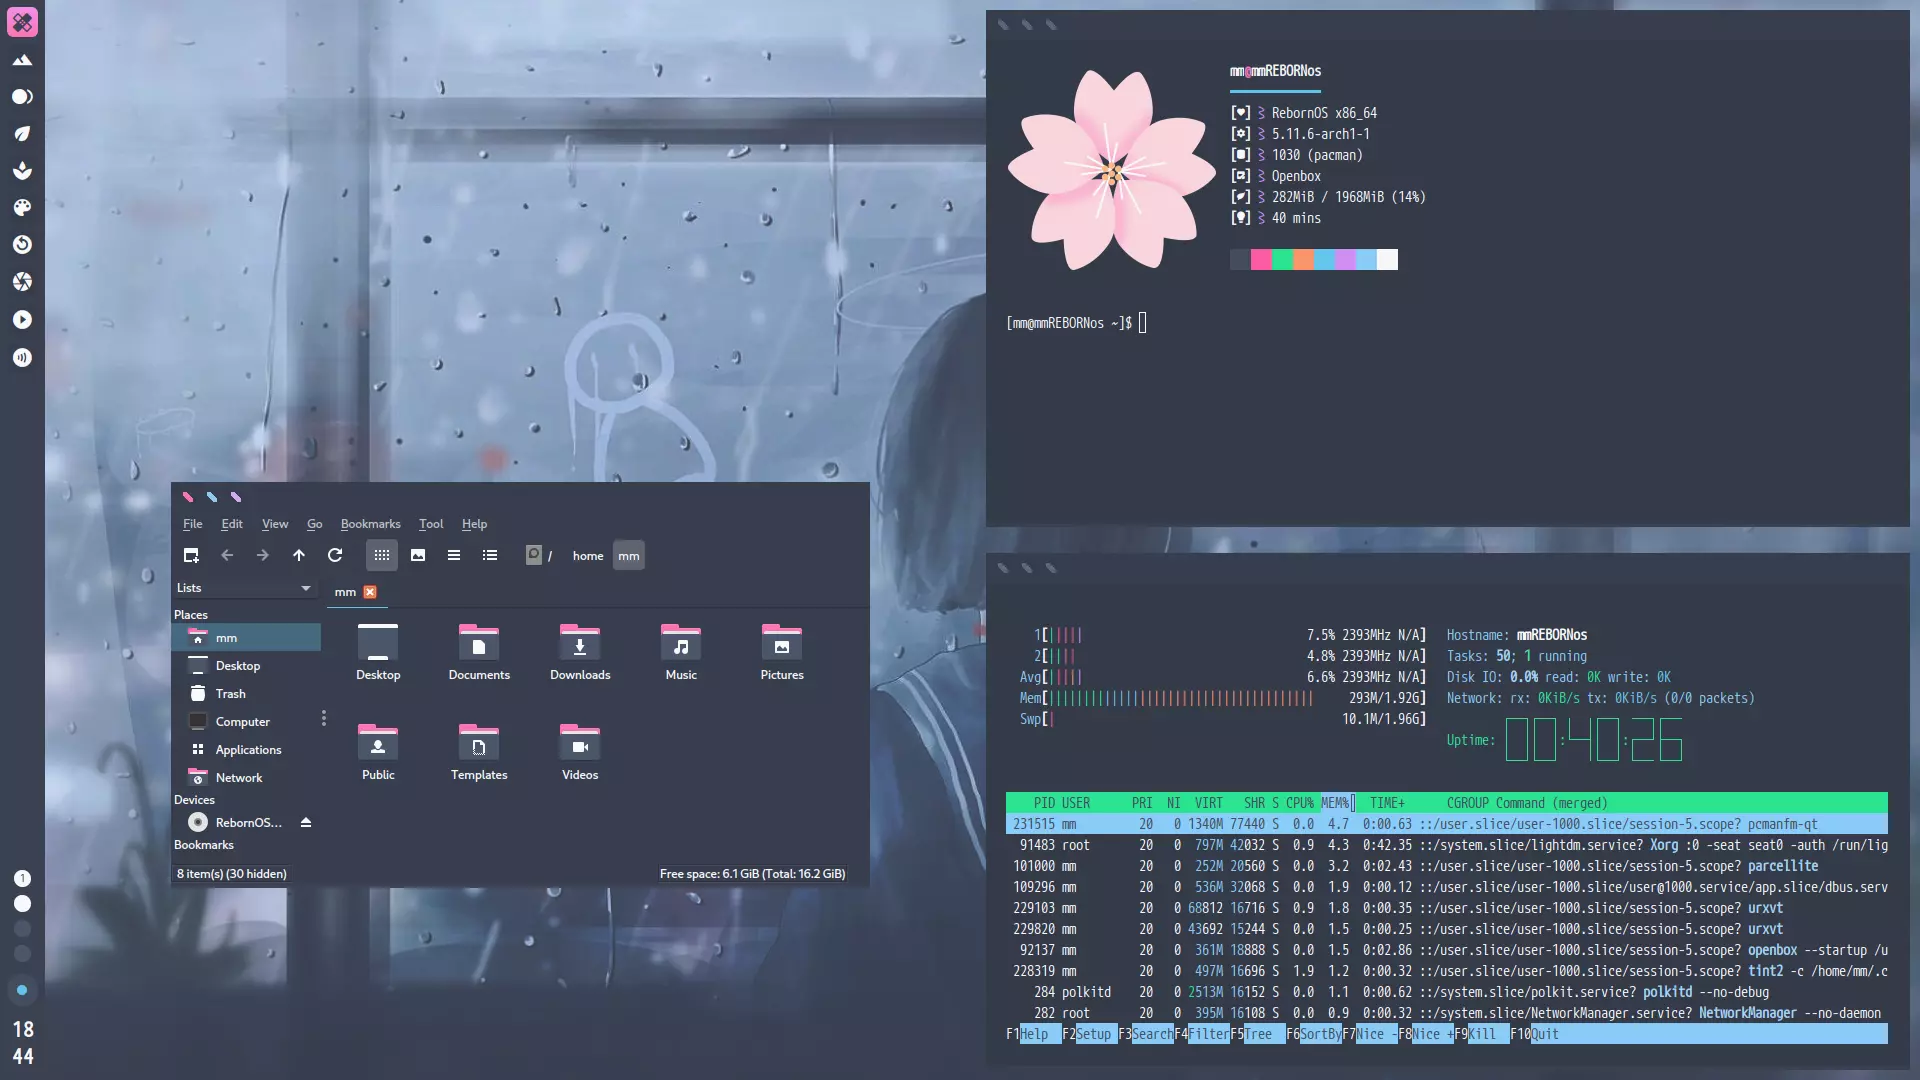 mm@mmREBORNos
RebornOS x86_64
5.11.6-arch1-1
1030 (pacman)
Openbox
282MiB / 1968MiB (14%)
40 mins
[mm@mmREBORNos ~]$
File Edit View Go Bookmarks Tool Help
/ home mm
Lists
mm
Places
mm
Desktop
Trash
Computer
Applications
Network
Devices
RebornOS...
Bookmarks
Desktop Documents Downloads Music Pictures
Public Templates Videos
8 item(s) (30 hidden)
Free space: 6.1 GiB (Total: 16.2 GiB)
1[||||| 7.5% 2393MHz N/A]
2[|||| 4.8% 2393MHz N/A]
Avg[||||| 6.6% 2393MHz N/A]
Mem[|||||||||||||||||||||||||||||||||||||| 293M/1.92G]
Swp[| 10.1M/1.96G]
Hostname: mmREBORNos
Tasks: 50; 1 running
Disk IO: 0.0% read: 0K write: 0K
Network: rx: 0KiB/s tx: 0KiB/s (0/0 packets)
Uptime: 00:40:26
PID USER PRI NI VIRT SHR S CPU% MEM% TIME+ CGROUP Command (merged)
231515 mm 20 0 1340M 77440 S 0.0 4.7 0:00.63 ::/user.slice/user-1000.slice/session-5.scope? pcmanfm-qt
91483 root 20 0 797M 42032 S 0.9 4.3 0:42.35 ::/system.slice/lightdm.service? Xorg :0 -seat seat0 -auth /run/lig
101000 mm 20 0 252M 20560 S 0.0 3.2 0:02.43 ::/user.slice/user-1000.slice/session-5.scope? parcellite
109296 mm 20 0 536M 32068 S 0.0 1.9 0:00.12 ::/user.slice/user-1000.slice/user@1000.service/app.slice/dbus.serv
229103 mm 20 0 68812 16716 S 0.9 1.8 0:00.35 ::/user.slice/user-1000.slice/session-5.scope? urxvt
229820 mm 20 0 43692 15244 S 0.0 1.5 0:00.25 ::/user.slice/user-1000.slice/session-5.scope? urxvt
92137 mm 20 0 361M 18888 S 0.0 1.5 0:02.86 ::/user.slice/user-1000.slice/session-5.scope? openbox --startup /u
228319 mm 20 0 497M 16696 S 1.9 1.2 0:00.32 ::/user.slice/user-1000.slice/session-5.scope? tint2 -c /home/mm/.c
284 polkitd 20 0 2513M 16152 S 0.0 1.1 0:00.62 ::/system.slice/polkit.service? polkitd --no-debug
282 root 20 0 395M 16108 S 0.0 0.9 0:00.32 ::/system.slice/NetworkManager.service? NetworkManager --no-daemon
F1Help F2Setup F3SearchF4FilterF5Tree F6SortByF7Nice -F8Nice +F9Kill F10Quit
1
18
44